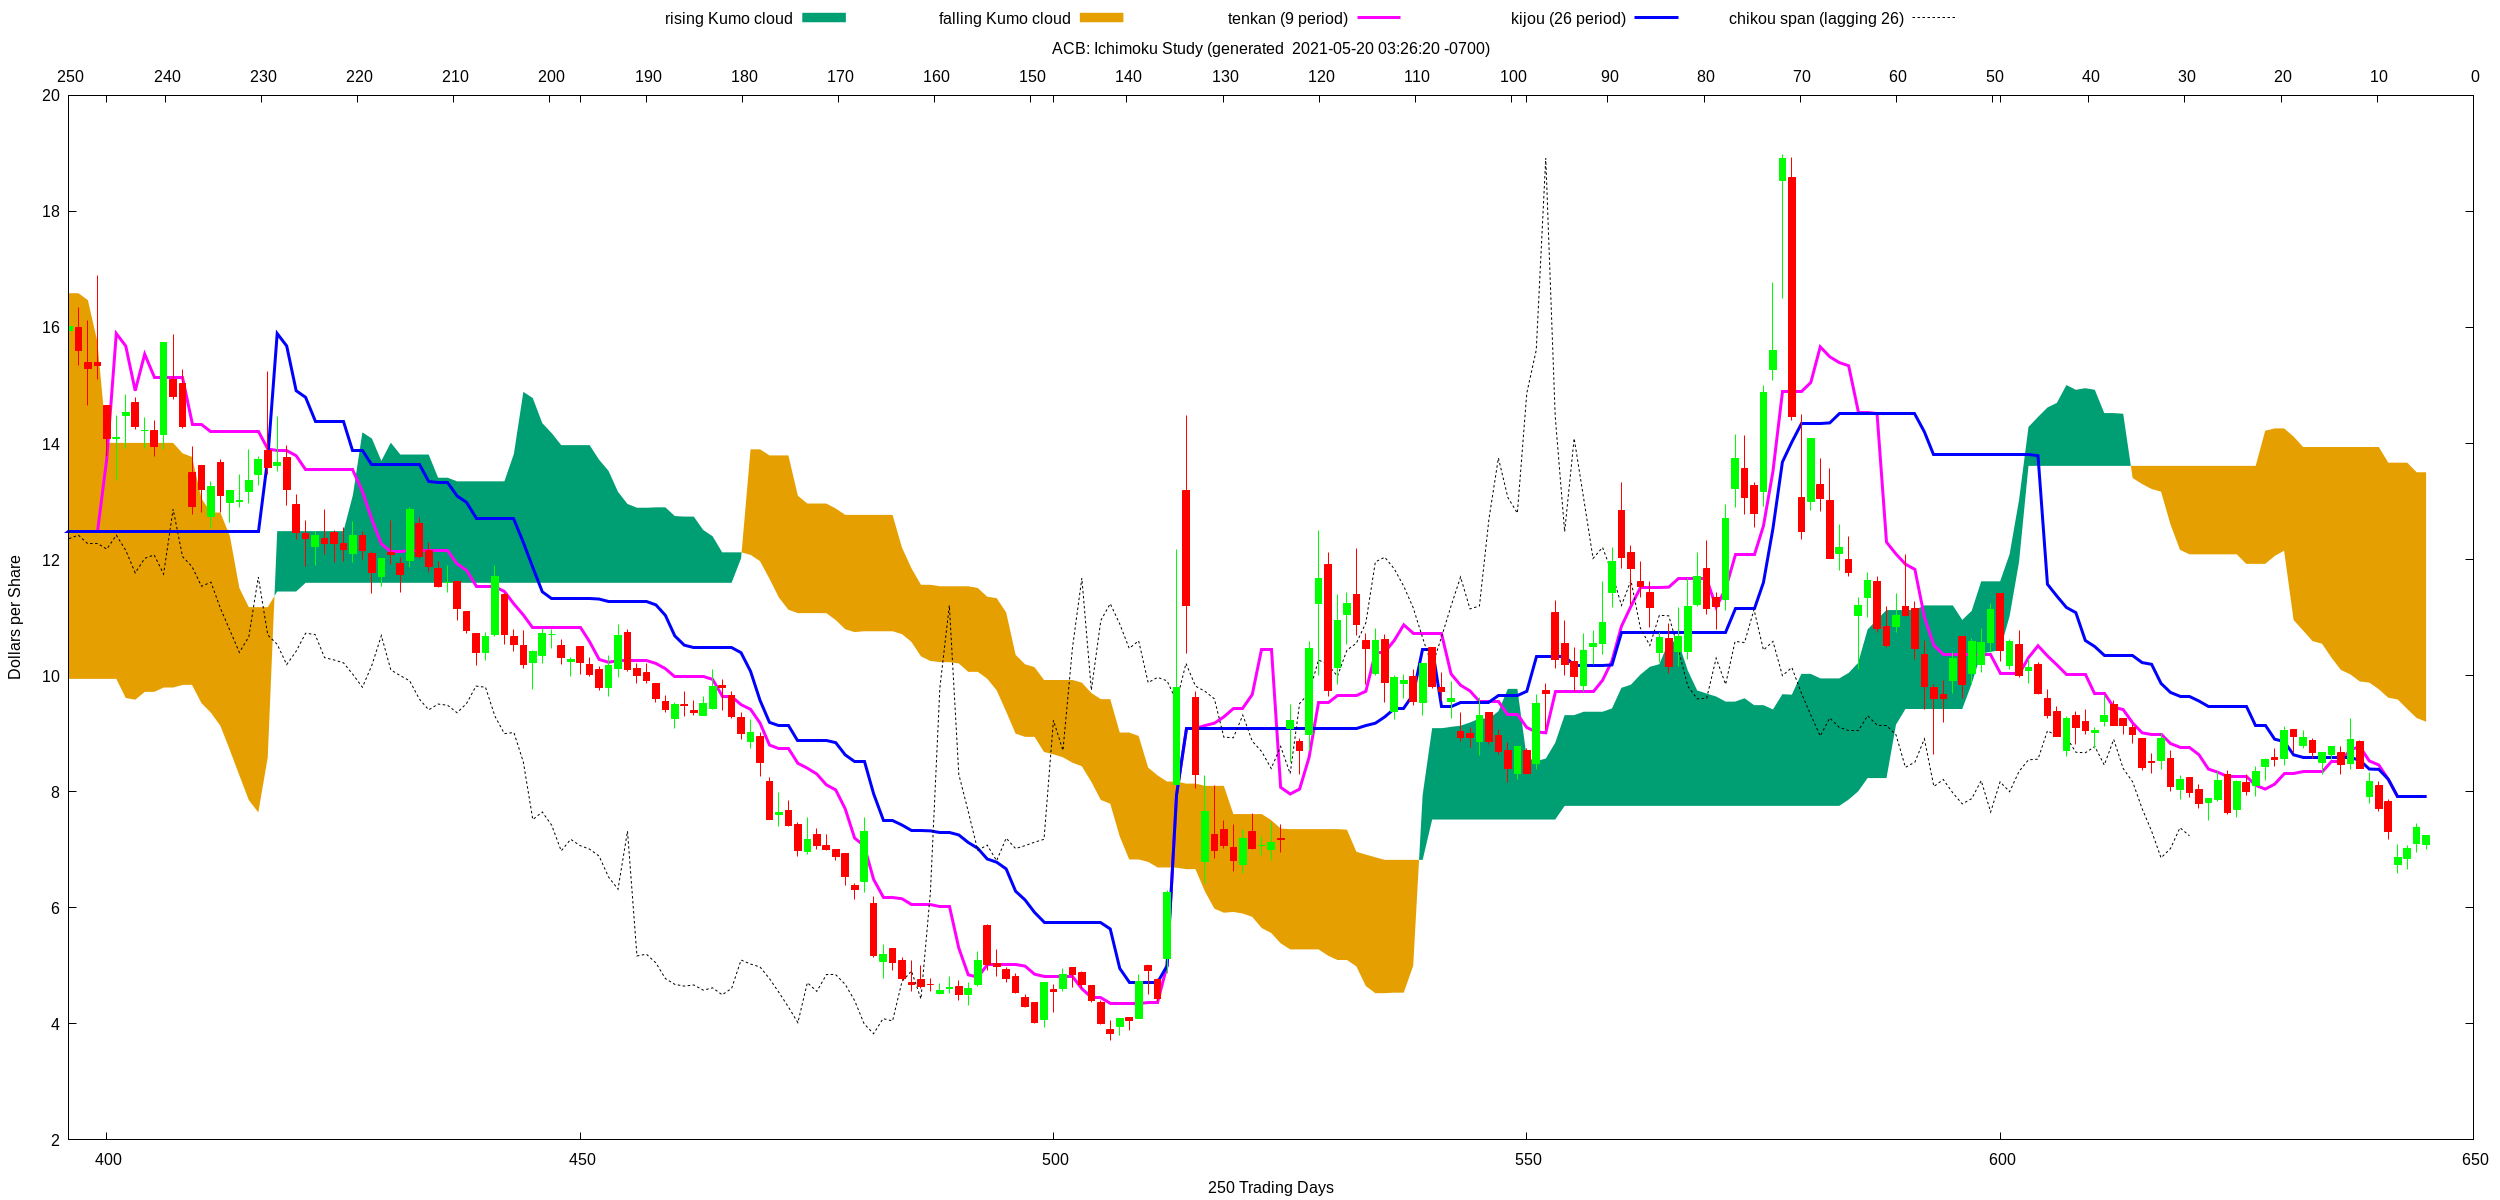 rising Kumo cloud falling Kumo cloud tenkan (9 period) kijou (26 period) chikou span (lagging 26)
ACB: Ichimoku Study (generated  2021-05-20 03:26:20 -0700)
250 240 230 220 210 200 190 180 170 160 150 140 130 120 110 100 90 80 70 60 50 40 30 20 10 0
20
18
16
14
12
10
8
6
4
2
Dollars per Share
400 450 500 550 600 650
250 Trading Days